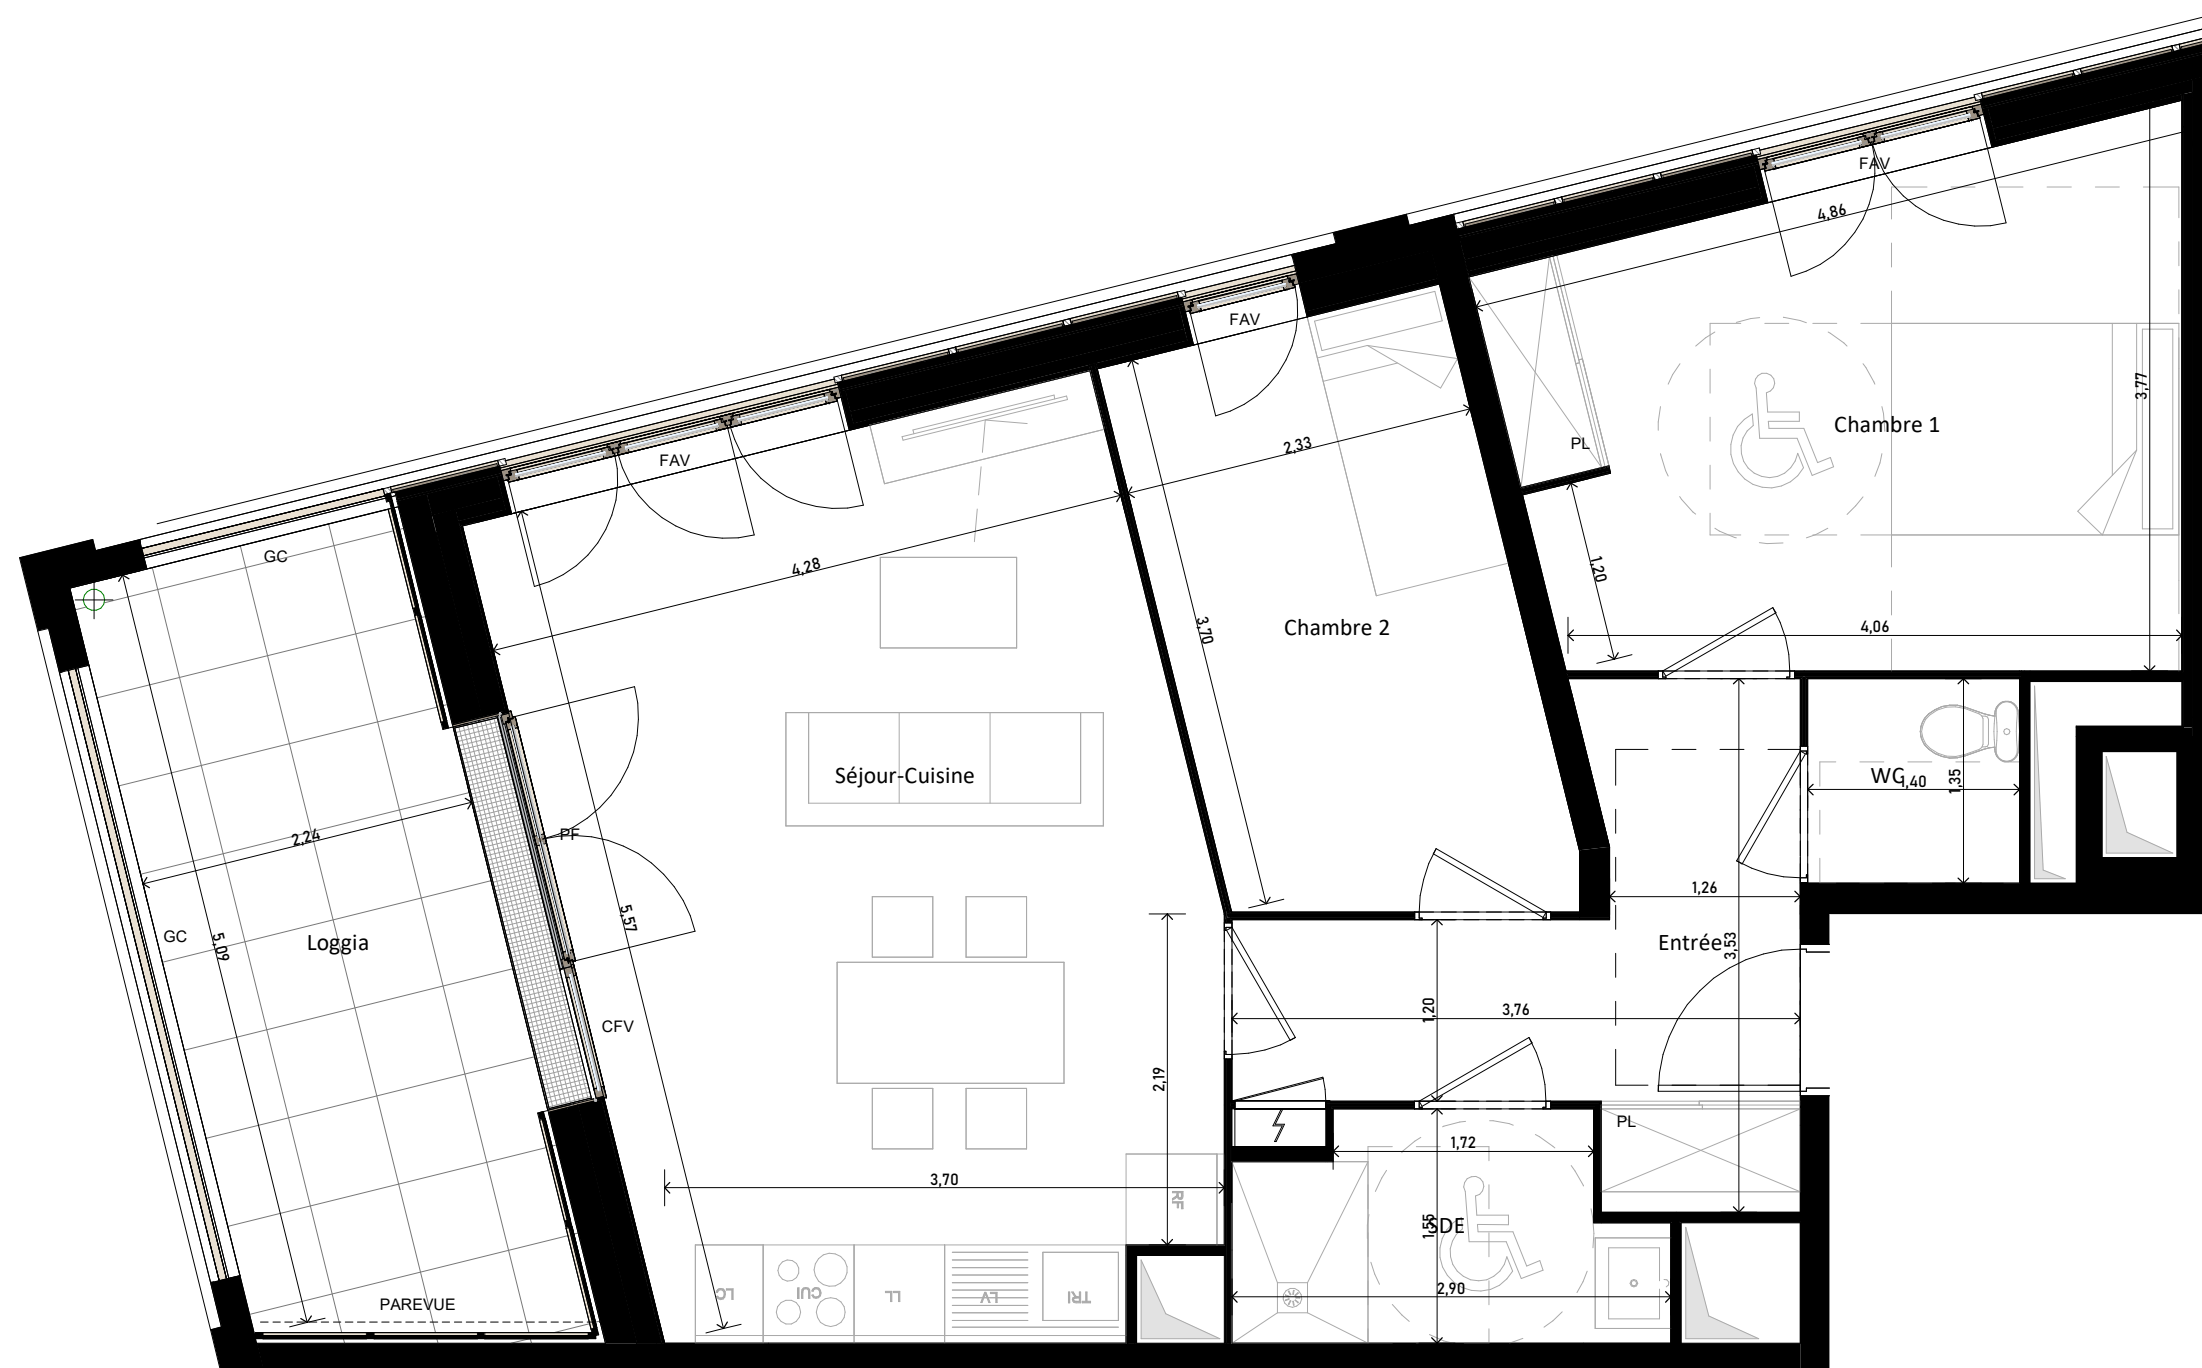 FAV
4,86
FAV
Chambre 1
3,77
PL
2,33
FAV
GC
4,28
1,20
Chambre 2
3,70
4,06
Séjour-Cuisine
WC
1,40
1,35
PF
2,24
1,26
GC
5,09
Loggia
5,57
Entrée
3,53
CFV
1,20
3,76
2,19
PL
1,72
3,70
RF
1,55
SDE
2,90
PAREVUE
LC
CUI
LL
LV
TRI